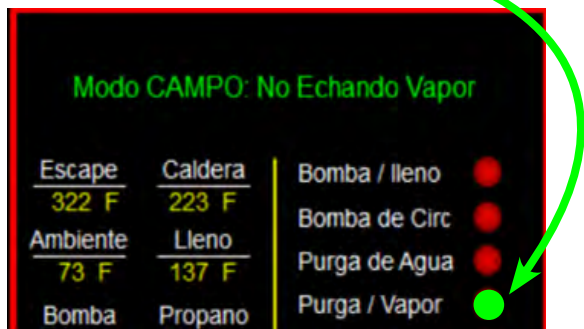 Modo CAMPO: No Echando Vapor
Escape Caldera
322 F 223 F
Ambiente Lleno
73 F 137 F
Bomba Propano
Bomba / lleno
Bomba de Circ
Purga de Agua
Purga / Vapor